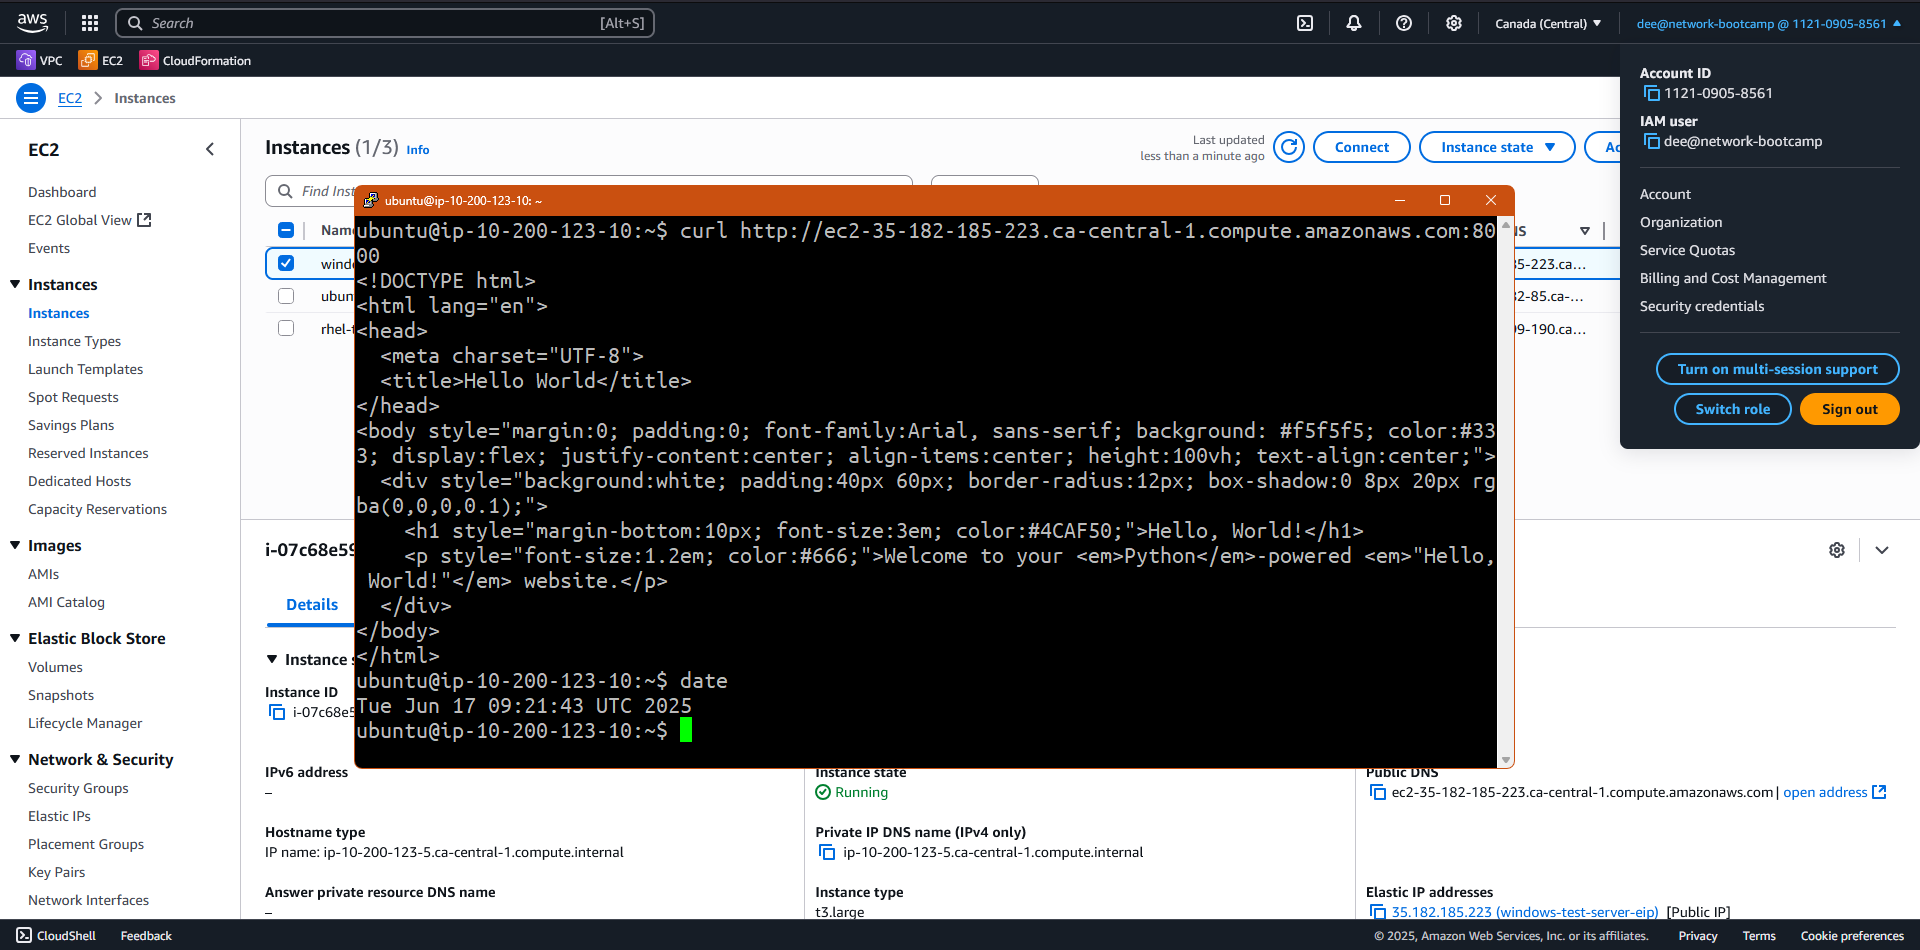 aws
Search [Alt+S]
Canada (Central)
dee@network-bootcamp @ 1121-0905-8561
VPC
EC2
CloudFormation
EC2 > Instances
EC2
Dashboard
EC2 Global View
Events
Instances
Instances
Instance Types
Launch Templates
Spot Requests
Savings Plans
Reserved Instances
Dedicated Hosts
Capacity Reservations
Images
AMIs
AMI Catalog
Elastic Block Store
Volumes
Snapshots
Lifecycle Manager
Network & Security
Security Groups
Elastic IPs
Placement Groups
Key Pairs
Network Interfaces
Instances (1/3) Info
Last updated
less than a minute ago
Connect
Instance state
Find
ubuntu@ip-10-200-123-10: ~
ubuntu@ip-10-200-123-10:~$ curl http://ec2-35-182-185-223.ca-central-1.compute.amazonaws.com:80
00
<!DOCTYPE html>
<html lang="en">
<head>
  <meta charset="UTF-8">
  <title>Hello World</title>
</head>
<body style="margin:0; padding:0; font-family:Arial, sans-serif; background: #f5f5f5; color:#33
3; display:flex; justify-content:center; align-items:center; height:100vh; text-align:center;">
  <div style="background:white; padding:40px 60px; border-radius:12px; box-shadow:0 8px 20px rg
ba(0,0,0,0.1);">
    <h1 style="margin-bottom:10px; font-size:3em; color:#4CAF50;">Hello, World!</h1>
    <p style="font-size:1.2em; color:#666;">Welcome to your <em>Python</em>-powered <em>"Hello,
 World!"</em> website.</p>
  </div>
</body>
</html>
ubuntu@ip-10-200-123-10:~$ date
Tue Jun 17 09:21:43 UTC 2025
ubuntu@ip-10-200-123-10:~$
35-223.ca...
32-85.ca-...
99-190.ca...
Account ID
1121-0905-8561
IAM user
dee@network-bootcamp
Account
Organization
Service Quotas
Billing and Cost Management
Security credentials
Turn on multi-session support
Switch role
Sign out
i-07c68e59
Details
Instance
Instance ID
i-07c68e5
IPv6 address
–
Instance state
Running
Public DNS
ec2-35-182-185-223.ca-central-1.compute.amazonaws.com | open address
Hostname type
IP name: ip-10-200-123-5.ca-central-1.compute.internal
Private IP DNS name (IPv4 only)
ip-10-200-123-5.ca-central-1.compute.internal
Answer private resource DNS name
–
Instance type
t3.large
Elastic IP addresses
35.182.185.223 (windows-test-server-eip) [Public IP]
CloudShell
Feedback
© 2025, Amazon Web Services, Inc. or its affiliates.
Privacy
Terms
Cookie preferences